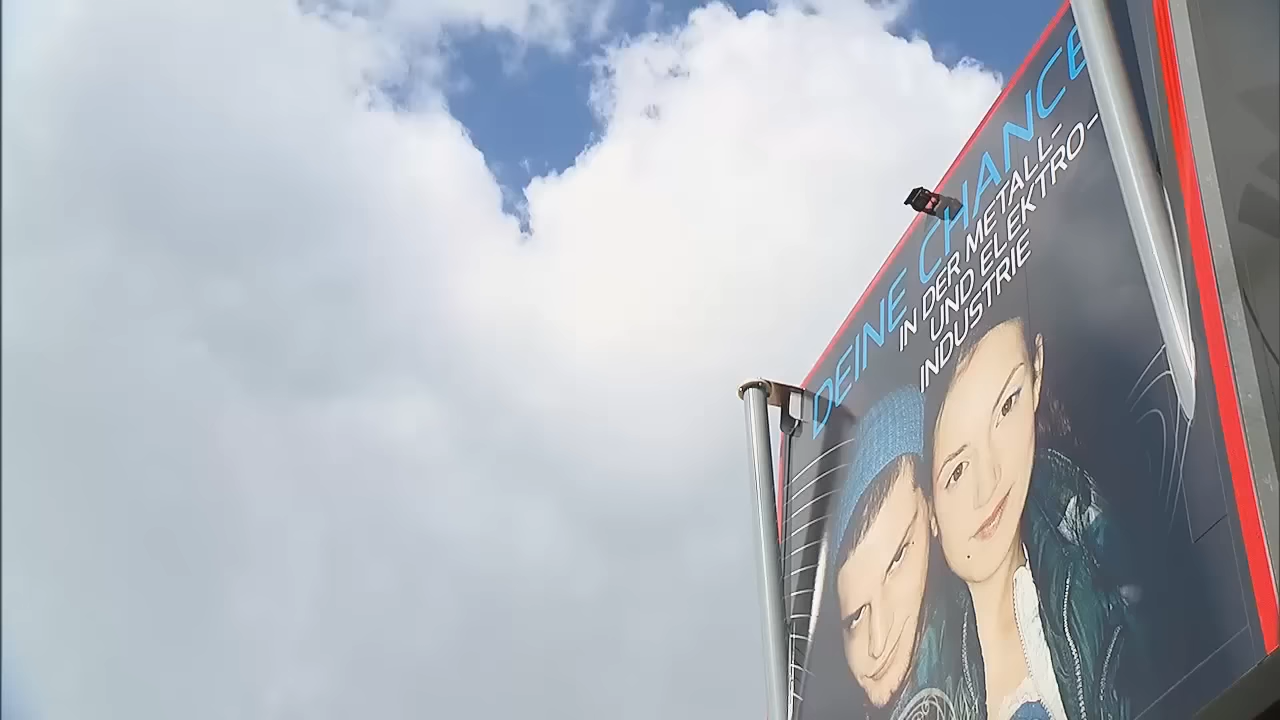 DEINE CHANCE
IN DER METALL-
UND ELEKTRO-
INDUSTRIE